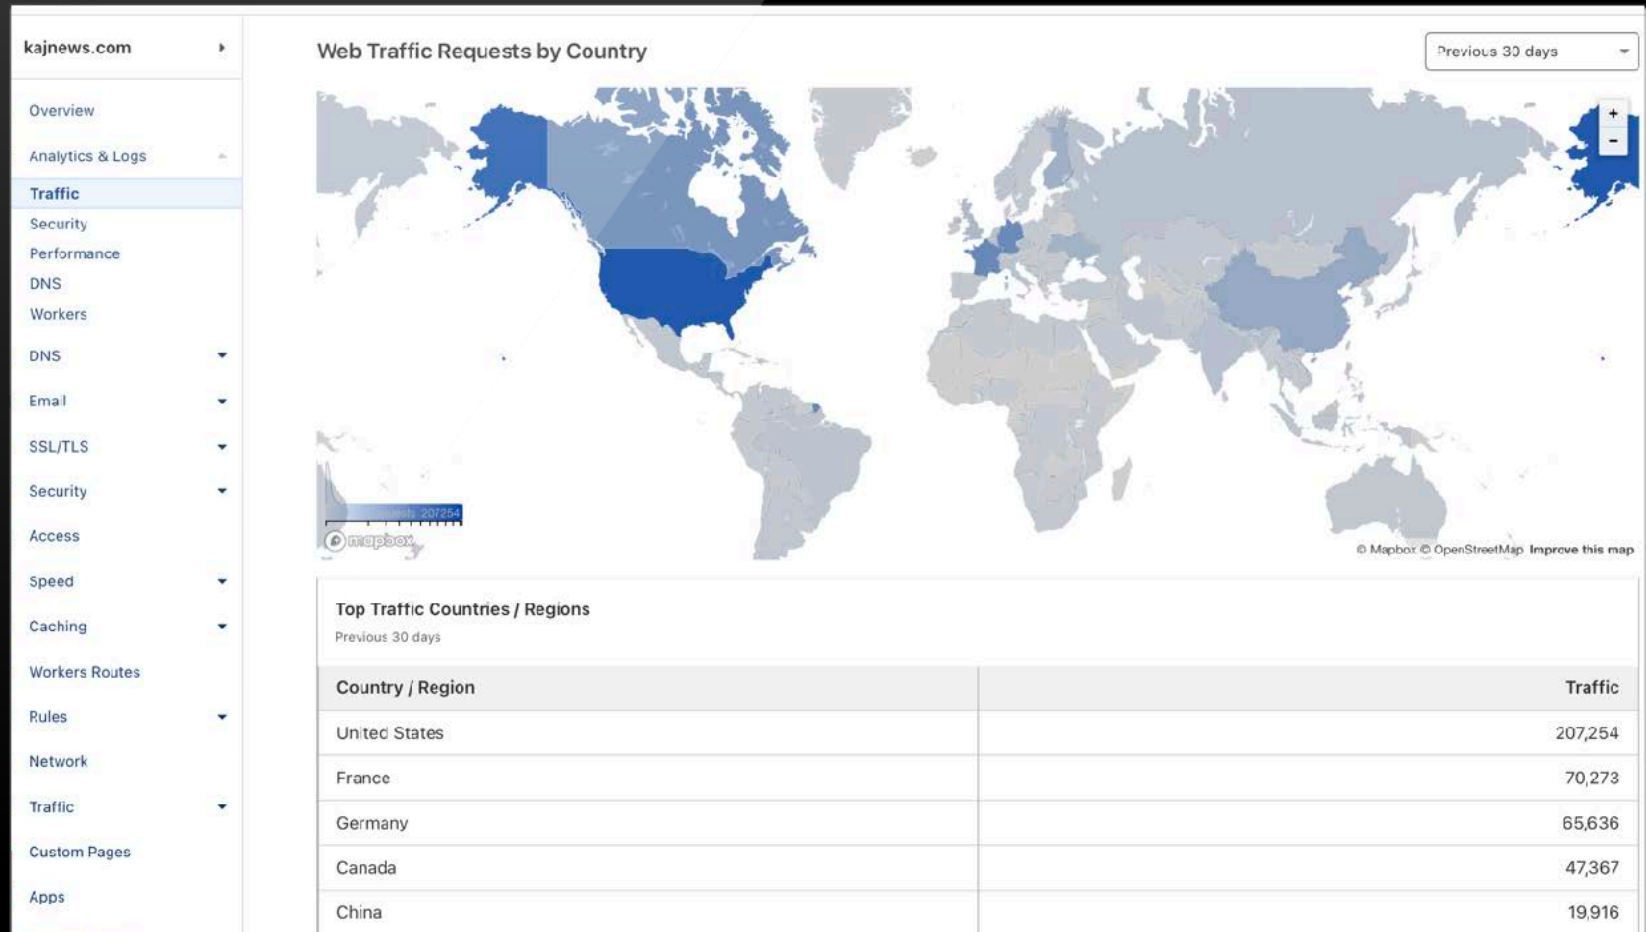 kajnews.com
Overview
Analytics & Logs
Traffic
Security
Performance
DNS
Workers
DNS
Email
SSL/TLS
Security
Access
Speed
Caching
Workers Routes
Rules
Network
Traffic
Custom Pages
Apps
Web Traffic Requests by Country
Previous 30 days
+
-
207254
mapbox
© Mapbox © OpenStreetMap Improve this map
Top Traffic Countries / Regions
Previous 30 days
Country / Region Traffic
United States 207,254
France 70,273
Germany 65,636
Canada 47,367
China 19,916